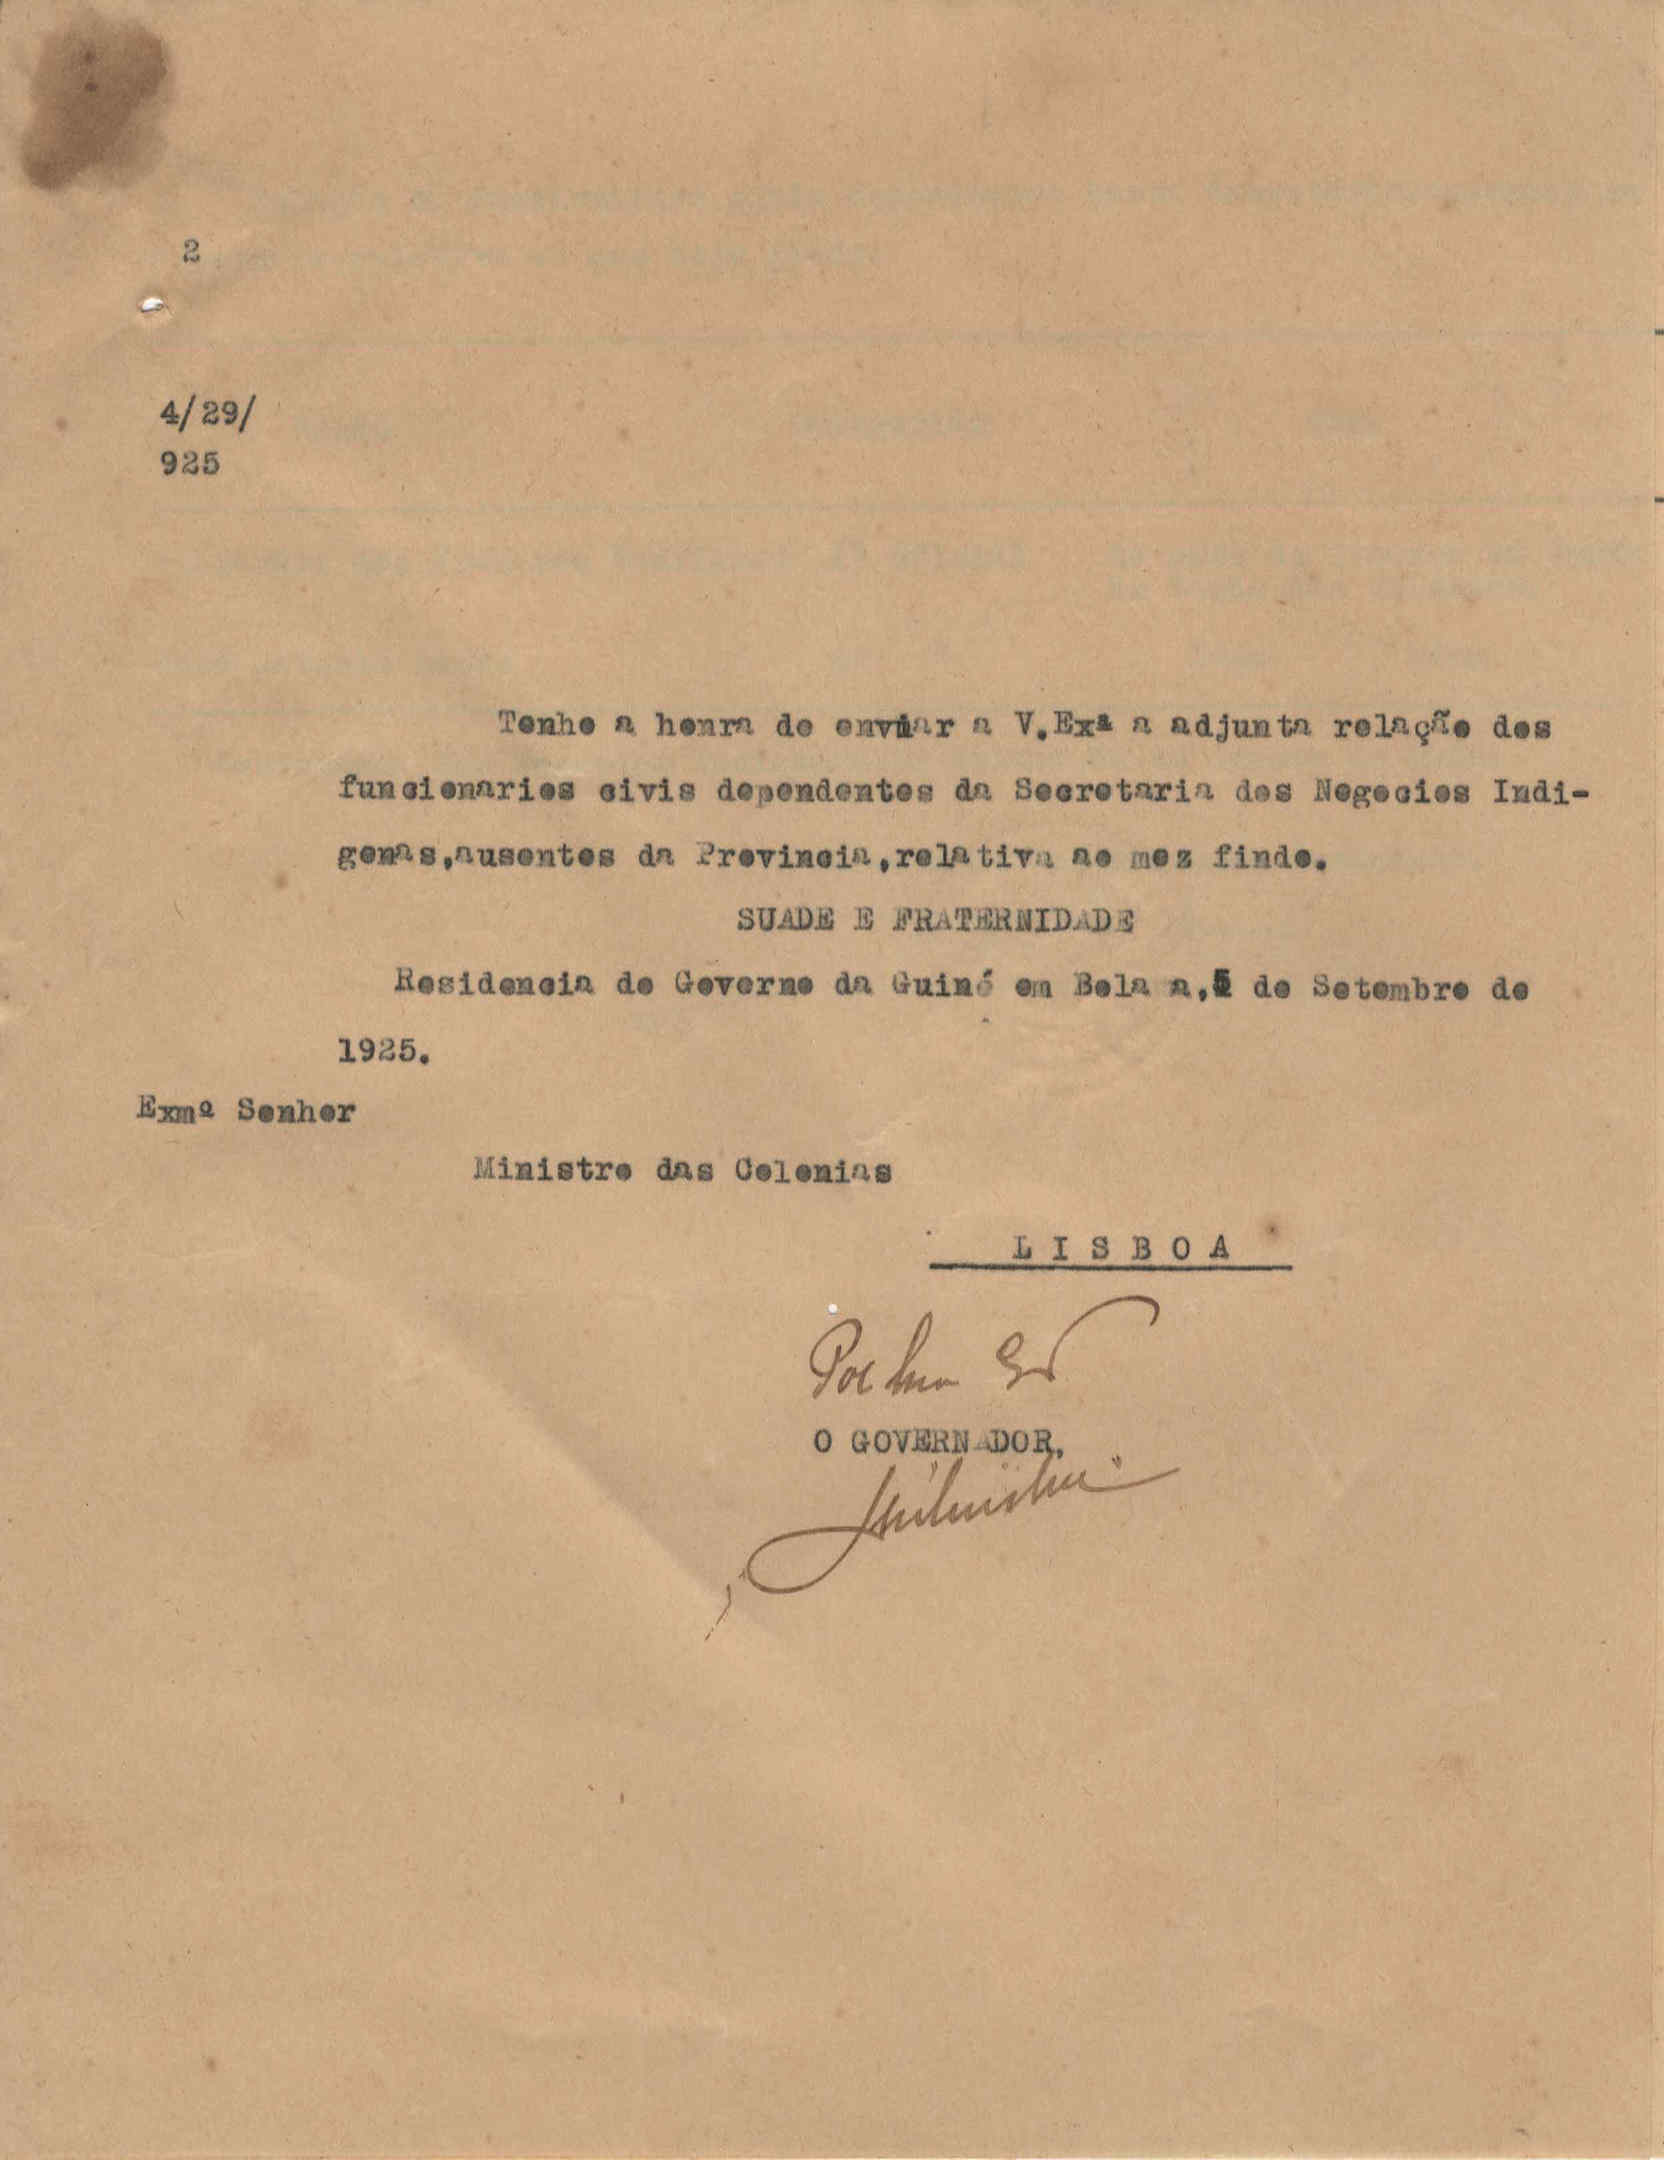 2
4/29/
925
Tenho a honra de enviar a V.Exª a adjunta relação dos
funcionarios civis dependentes da Secretaria dos Negocios Indi-
genas,ausentes da Provincia,relativa ao mez findo.
SUADE E FRATERNIDADE
Residencia do Governo da Guiné em Bola a,5 de Setembro de
1925.
Exmº Senhor
Ministro das Colonias
L I S B O A
O GOVERNADOR,